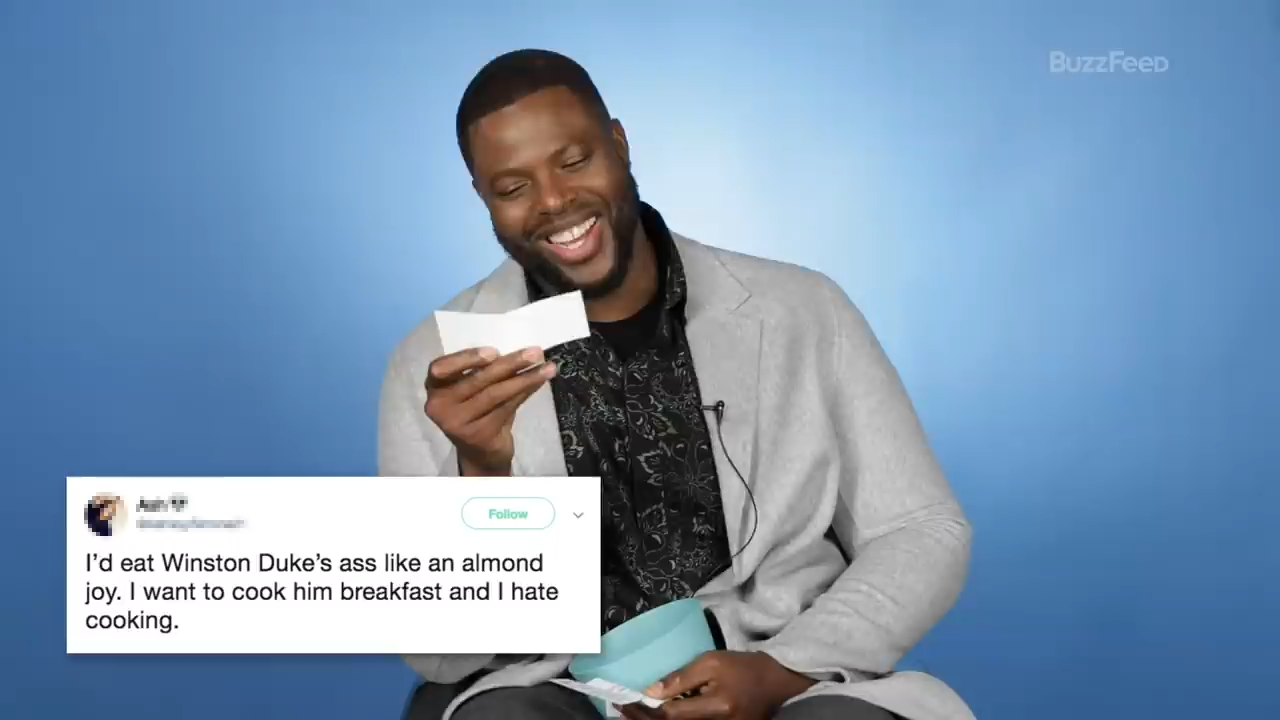 BuzzFeed
Follow
I'd eat Winston Duke's ass like an almond
joy. I want to cook him breakfast and I hate
cooking.